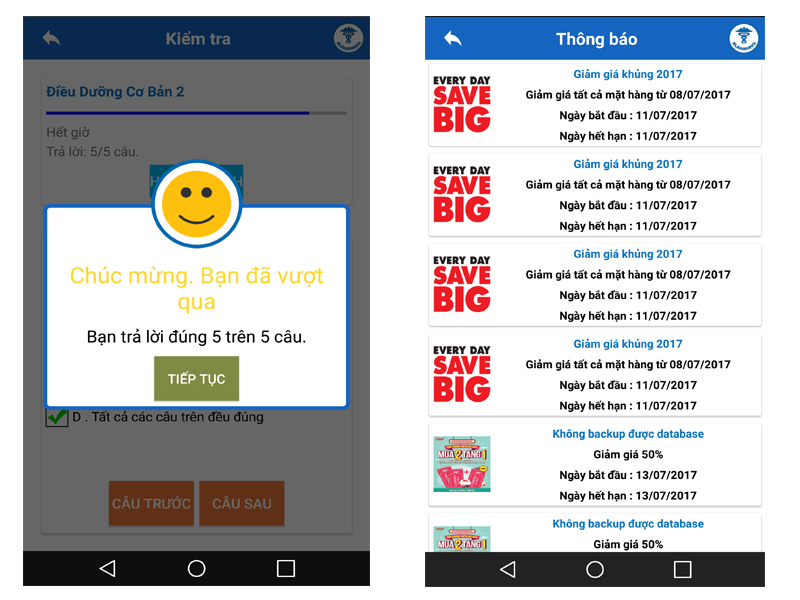 Kiểm tra
Điều Dưỡng Cơ Bản 2
Hết giờ
Trả lời: 5/5 câu.
Chúc mừng. Bạn đã vượt
qua
Bạn trả lời đúng 5 trên 5 câu.
TIẾP TỤC
D . Tất cả các câu trên đều đúng
CÂU TRƯỚC
CÂU SAU
Thông báo
EVERY DAY
SAVE
BIG
Giảm giá khủng 2017
Giảm giá tất cả mặt hàng từ 08/07/2017
Ngày bắt đầu : 11/07/2017
Ngày hết hạn : 11/07/2017
EVERY DAY
SAVE
BIG
Giảm giá khủng 2017
Giảm giá tất cả mặt hàng từ 08/07/2017
Ngày bắt đầu : 11/07/2017
Ngày hết hạn : 11/07/2017
EVERY DAY
SAVE
BIG
Giảm giá khủng 2017
Giảm giá tất cả mặt hàng từ 08/07/2017
Ngày bắt đầu : 11/07/2017
Ngày hết hạn : 11/07/2017
EVERY DAY
SAVE
BIG
Giảm giá khủng 2017
Giảm giá tất cả mặt hàng từ 08/07/2017
Ngày bắt đầu : 11/07/2017
Ngày hết hạn : 11/07/2017
MUA 2 TẶNG 1
Không backup được database
Giảm giá 50%
Ngày bắt đầu : 13/07/2017
Ngày hết hạn : 13/07/2017
MUA 2 TẶNG 1
Không backup được database
Giảm giá 50%